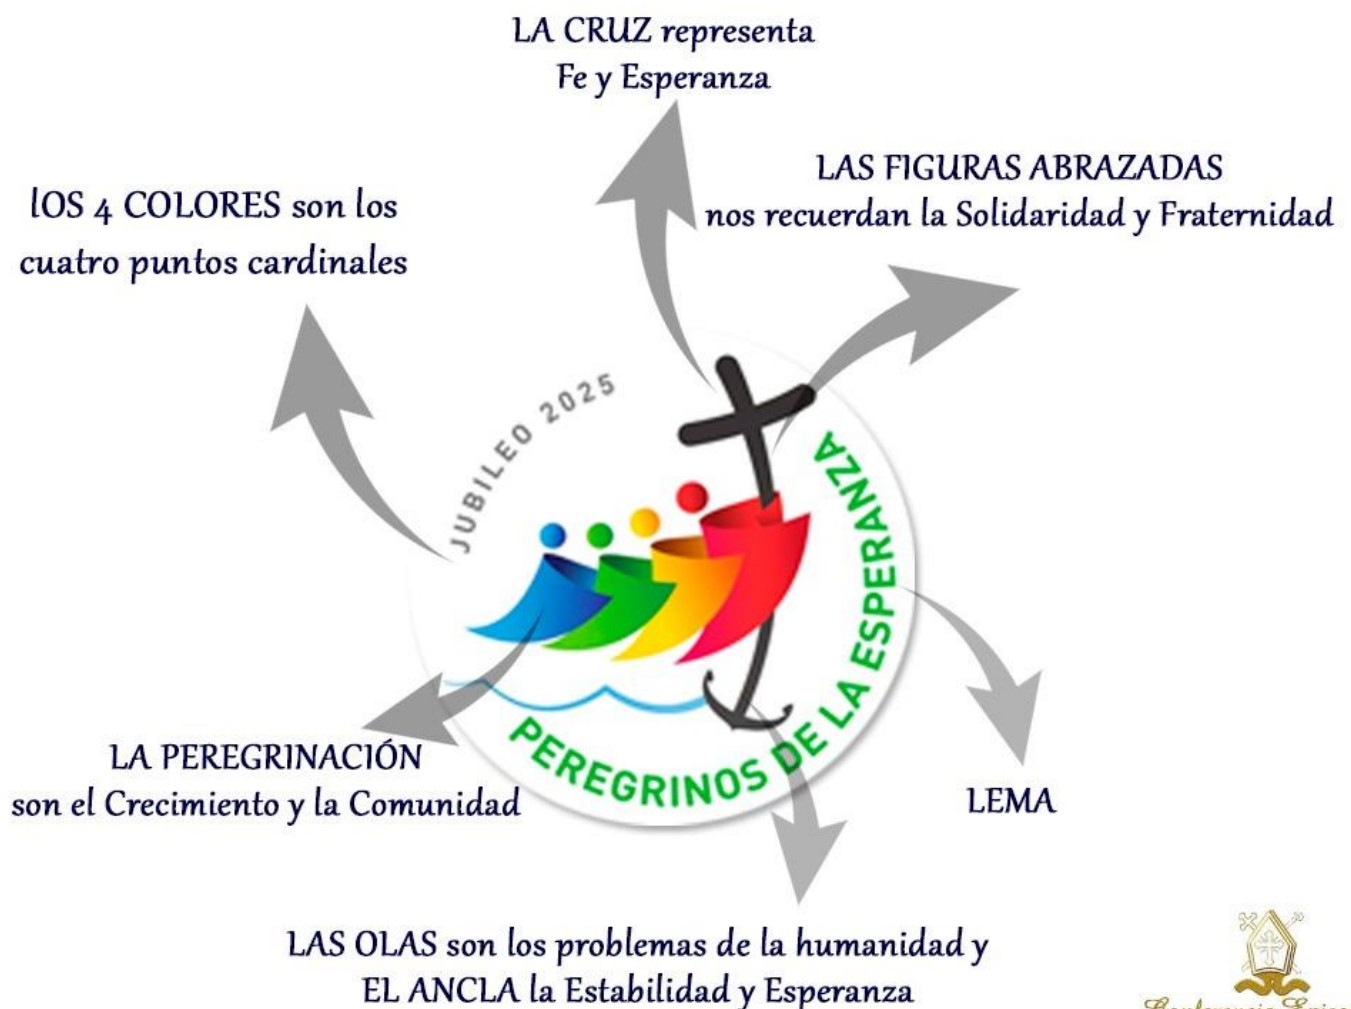 LA CRUZ representa
Fe y Esperanza
LAS FIGURAS ABRAZADAS
nos recuerdan la Solidaridad y Fraternidad
lOS 4 COLORES son los
cuatro puntos cardinales
JUBILEO 2025
PEREGRINOS DE LA ESPERANZA
LA PEREGRINACIÓN
son el Crecimiento y la Comunidad
LEMA
LAS OLAS son los problemas de la humanidad y
EL ANCLA la Estabilidad y Esperanza